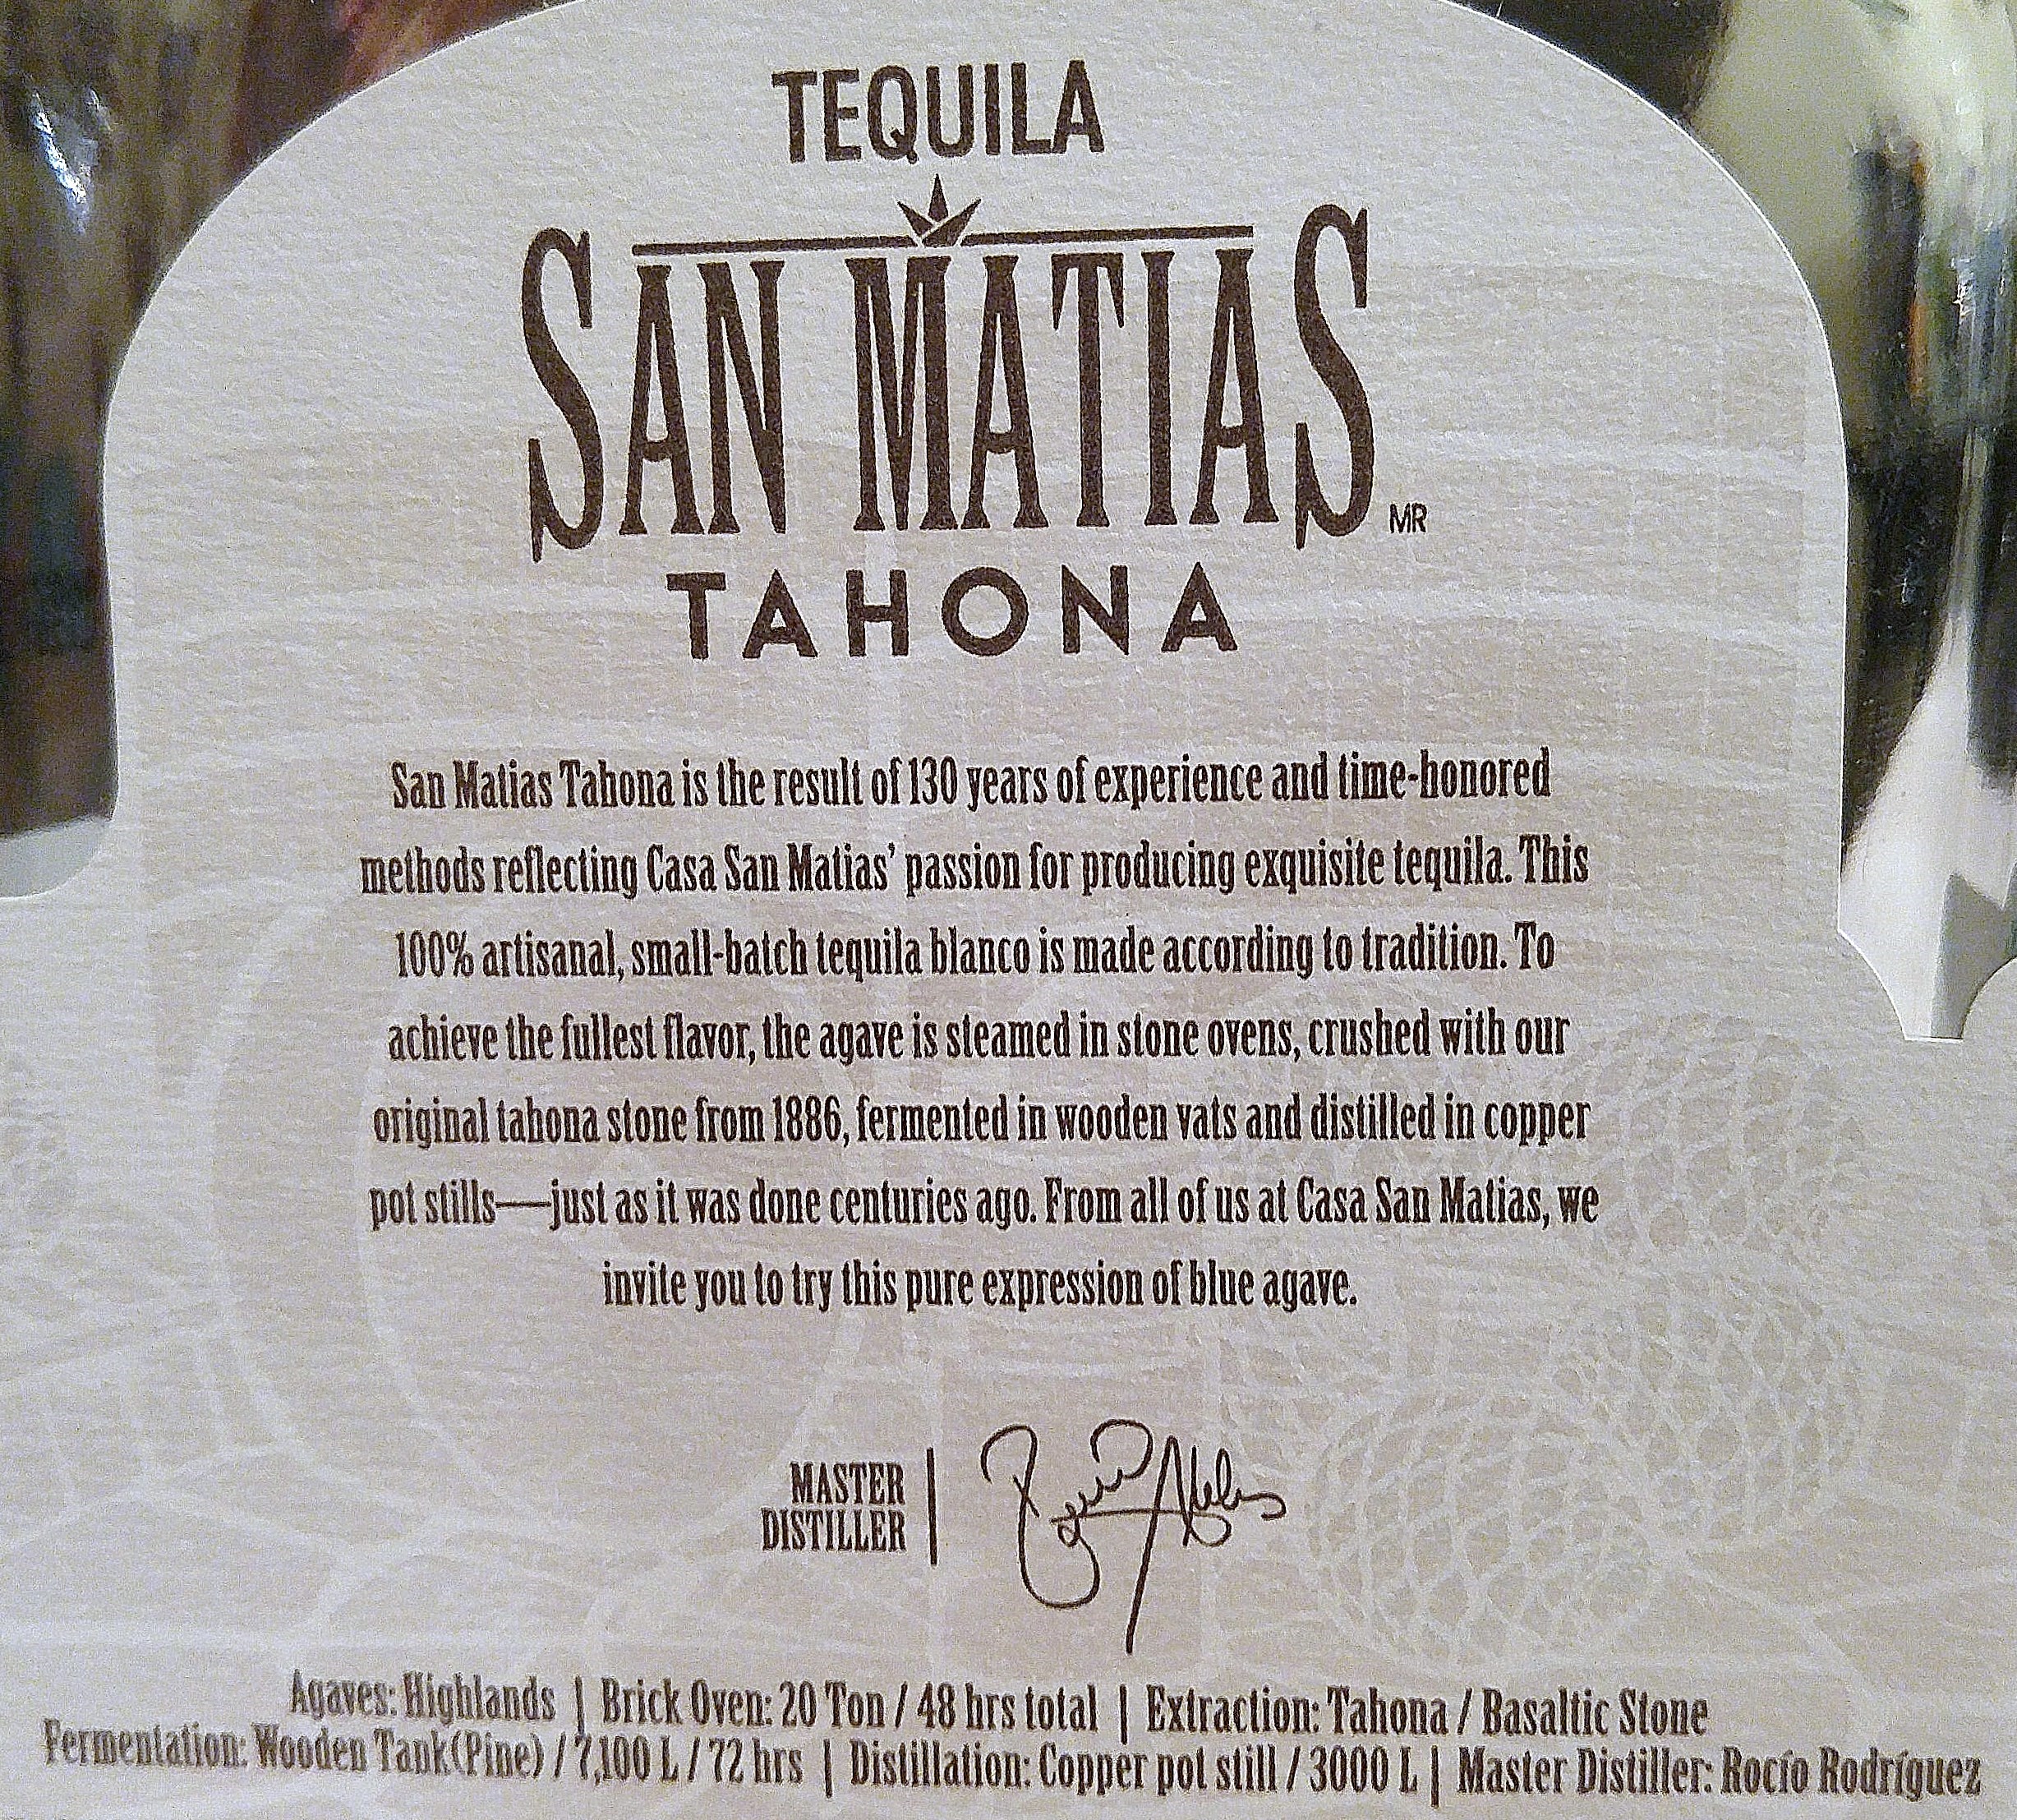 TEQUILA
SAN MATIAS MR
TAHONA
San Matias Tahona is the result of 130 years of experience and time-honored
methods reflecting Casa San Matias’ passion for producing exquisite tequila. This
100% artisanal, small-batch tequila blanco is made according to tradition. To
achieve the fullest flavor, the agave is steamed in stone ovens, crushed with our
original tahona stone from 1886, fermented in wooden vats and distilled in copper
pot stills—just as it was done centuries ago. From all of us at Casa San Matias, we
invite you to try this pure expression of blue agave.
MASTER
DISTILLER
Agaves: Highlands | Brick Oven: 20 Ton / 48 hrs total | Extraction: Tahona / Basaltic Stone
Fermentation: Wooden Tank(Pine) / 7,100 L / 72 hrs | Distillation: Copper pot still / 3000 L | Master Distiller: Rocío Rodríguez